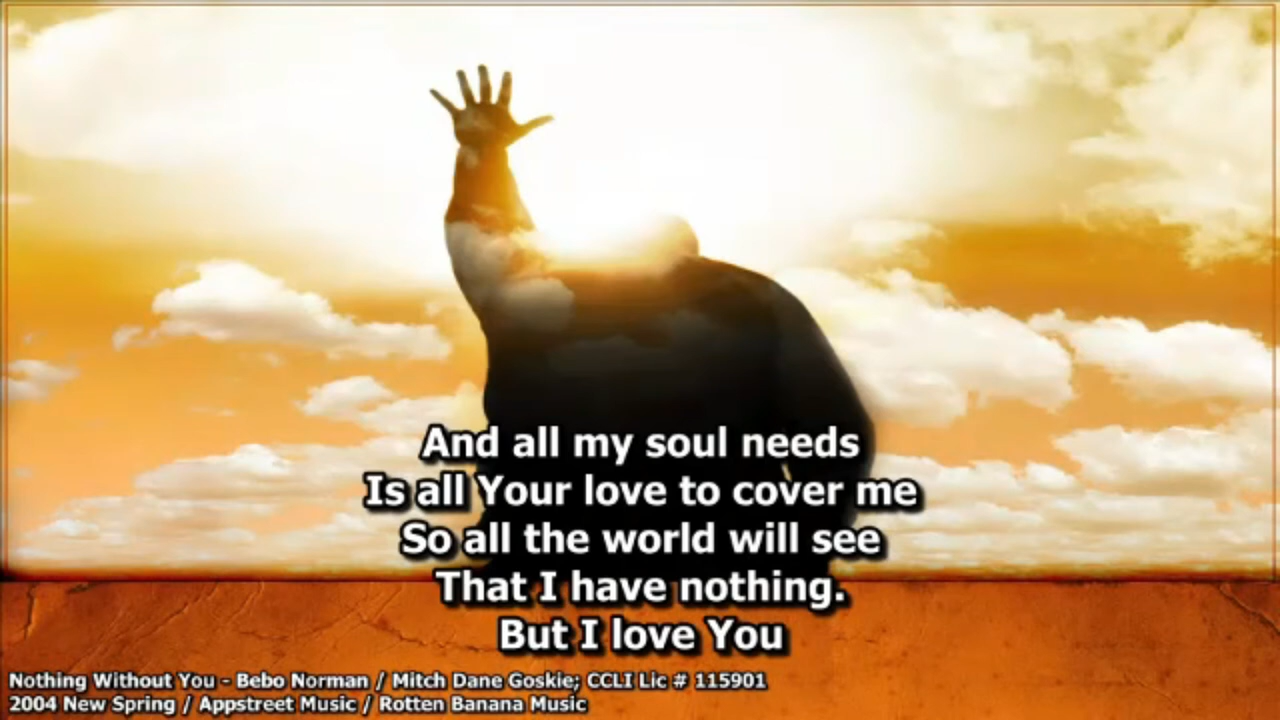 And all my soul needs
Is all Your love to cover me
So all the world will see
That I have nothing.
But I love You
Nothing Without You - Bebo Norman / Mitch Dane Goskie; CCLI Lic # 115901
2004 New Spring / Appstreet Music / Rotten Banana Music